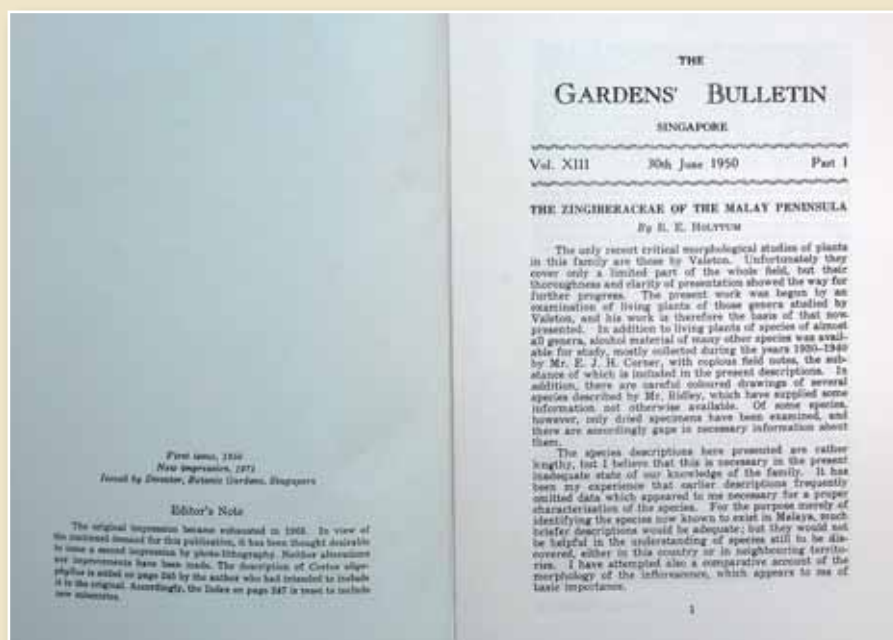 First issue, 1950
New impression, 1971
Issued by Director, Botanic Gardens, Singapore
Editor's Note
The original impression became exhausted in 1968. In view of
the continued demand for this publication, it has been thought desirable
to issue a second impression by photo-lithography. Neither alterations
nor improvements have been made. The description of Costus
is added on page 245 by the author who had intended to include
it in the original. Accordingly, the Index on page 247 is reset to include
new
THE
GARDENS' BULLETIN
SINGAPORE
Vol. XIII 30th June 1950 Part I
THE ZINGIBERACEAE OF THE MALAY PENINSULA
By R. E. HOLTTUM
The only recent critical morphological studies of plants
in this family are those by Valeton. Unfortunately they
cover only a limited part of the whole field, but their
thoroughness and clarity of presentation showed the way for
further progress. The present work was begun by an
examination of living plants of those genera studied by
Valeton, and his work is therefore the basis of that now
presented. In addition to living plants of species of almost
all genera, alcohol material of many other species was avail-
able for study, mostly collected during the years 1930-1940
by Mr. E. J. H. Corner, with copious field notes, the sub-
stance of which is included in the present descriptions. In
addition, there are careful coloured drawings of several
species described by Mr. Ridley, which have supplied some
information not otherwise available. Of some species,
however, only dried specimens have been examined, and
there are accordingly gaps in necessary information about
them.
The species descriptions here presented are rather
lengthy, but I believe that this is necessary in the present
inadequate state of our knowledge of the family. It has
been my experience that earlier descriptions frequently
omitted data which appeared to me necessary for a proper
characterisation of the species. For the purpose merely of
identifying the species now known to exist in Malaya, much
briefer descriptions would be adequate; but they would not
be helpful in the understanding of species still to be dis-
covered, either in this country or in neighbouring territo-
ries. I have attempted also a comparative account of the
morphology of the inflorescence, which appears to me of
basic importance.
1